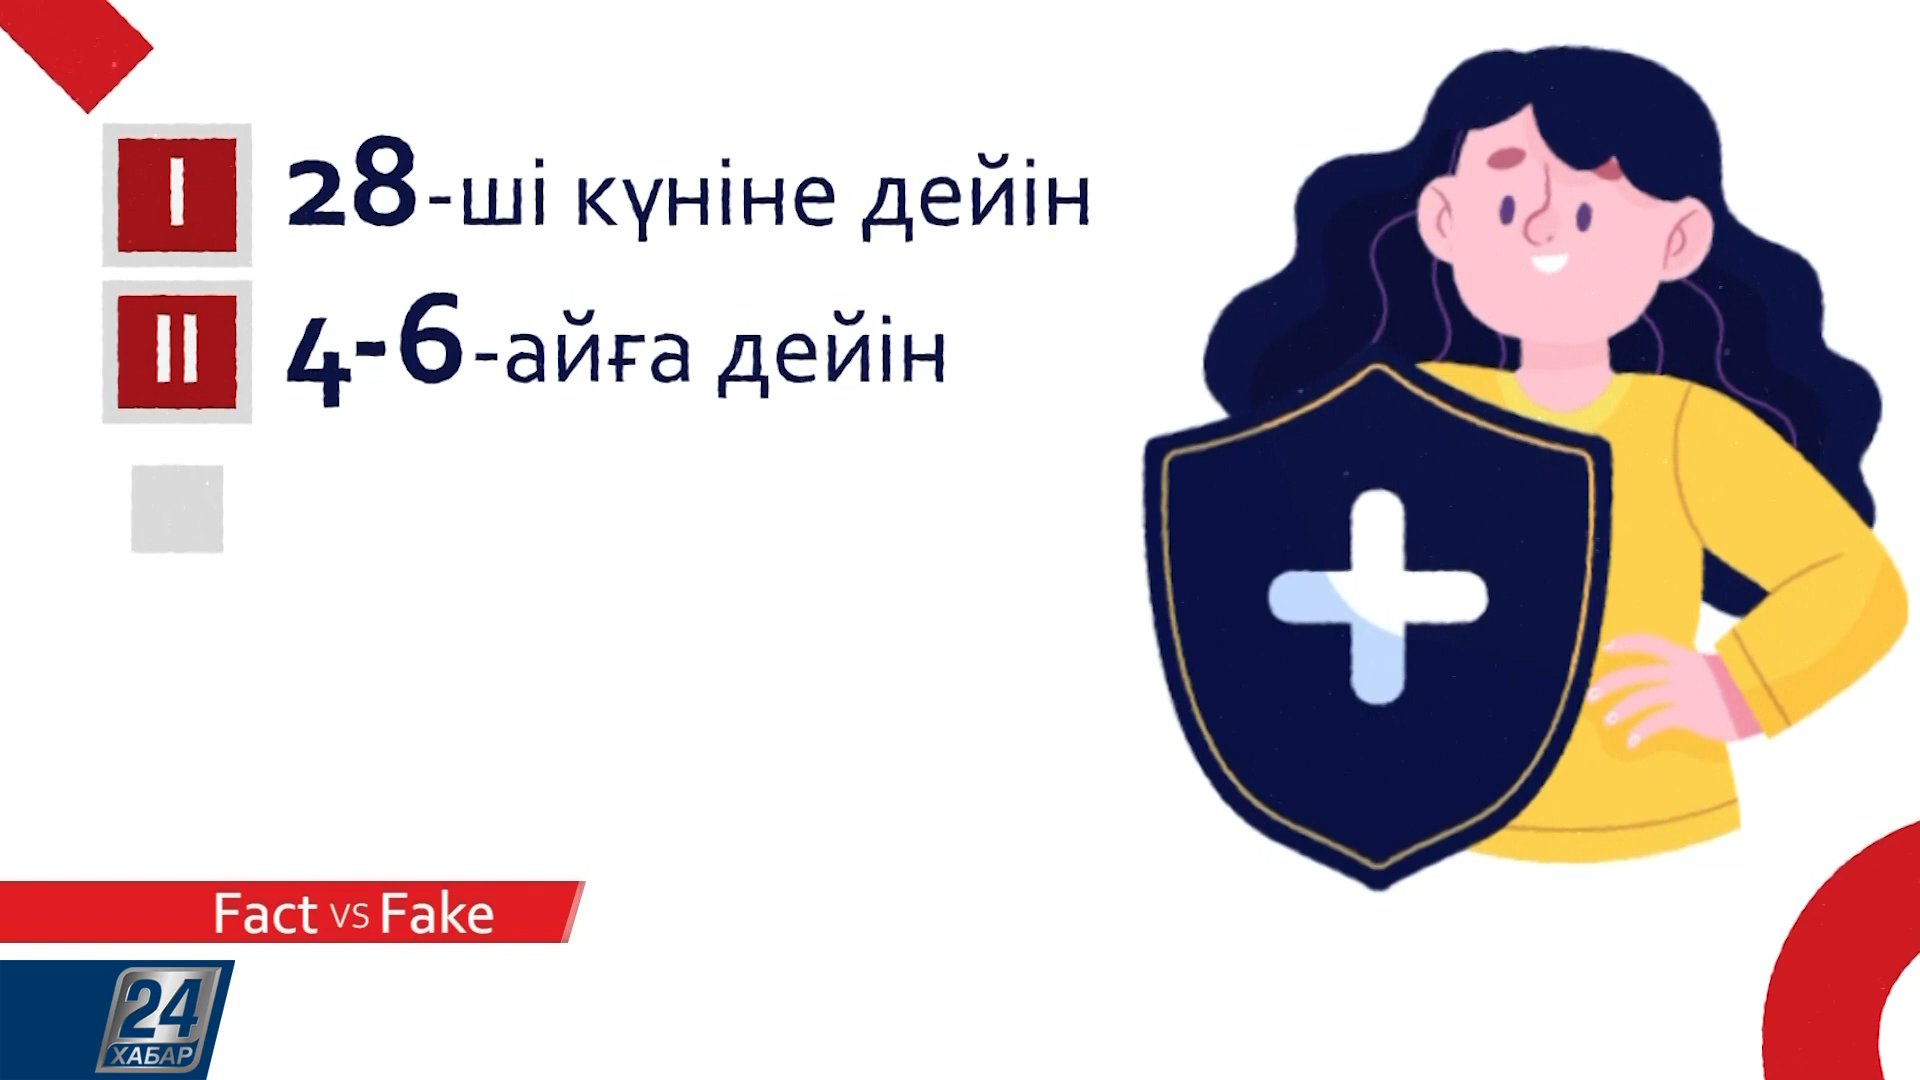 I
28-ші күніне дейін
II
4-6-айға дейін
Fact vs Fake
24
ХАБАР